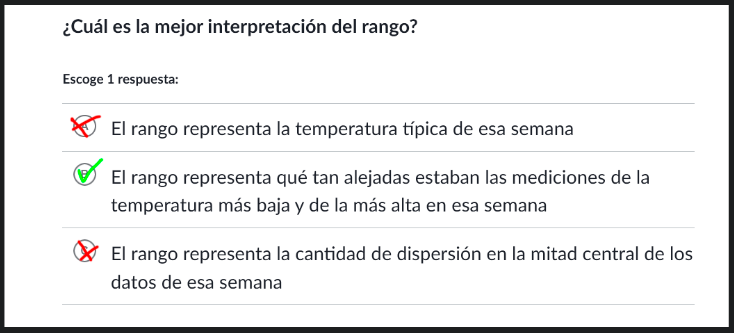 ¿Cuál es la mejor interpretación del rango?
Escoge 1 respuesta:
El rango representa la temperatura típica de esa semana
El rango representa qué tan alejadas estaban las mediciones de la
temperatura más baja y de la más alta en esa semana
El rango representa la cantidad de dispersión en la mitad central de los
datos de esa semana